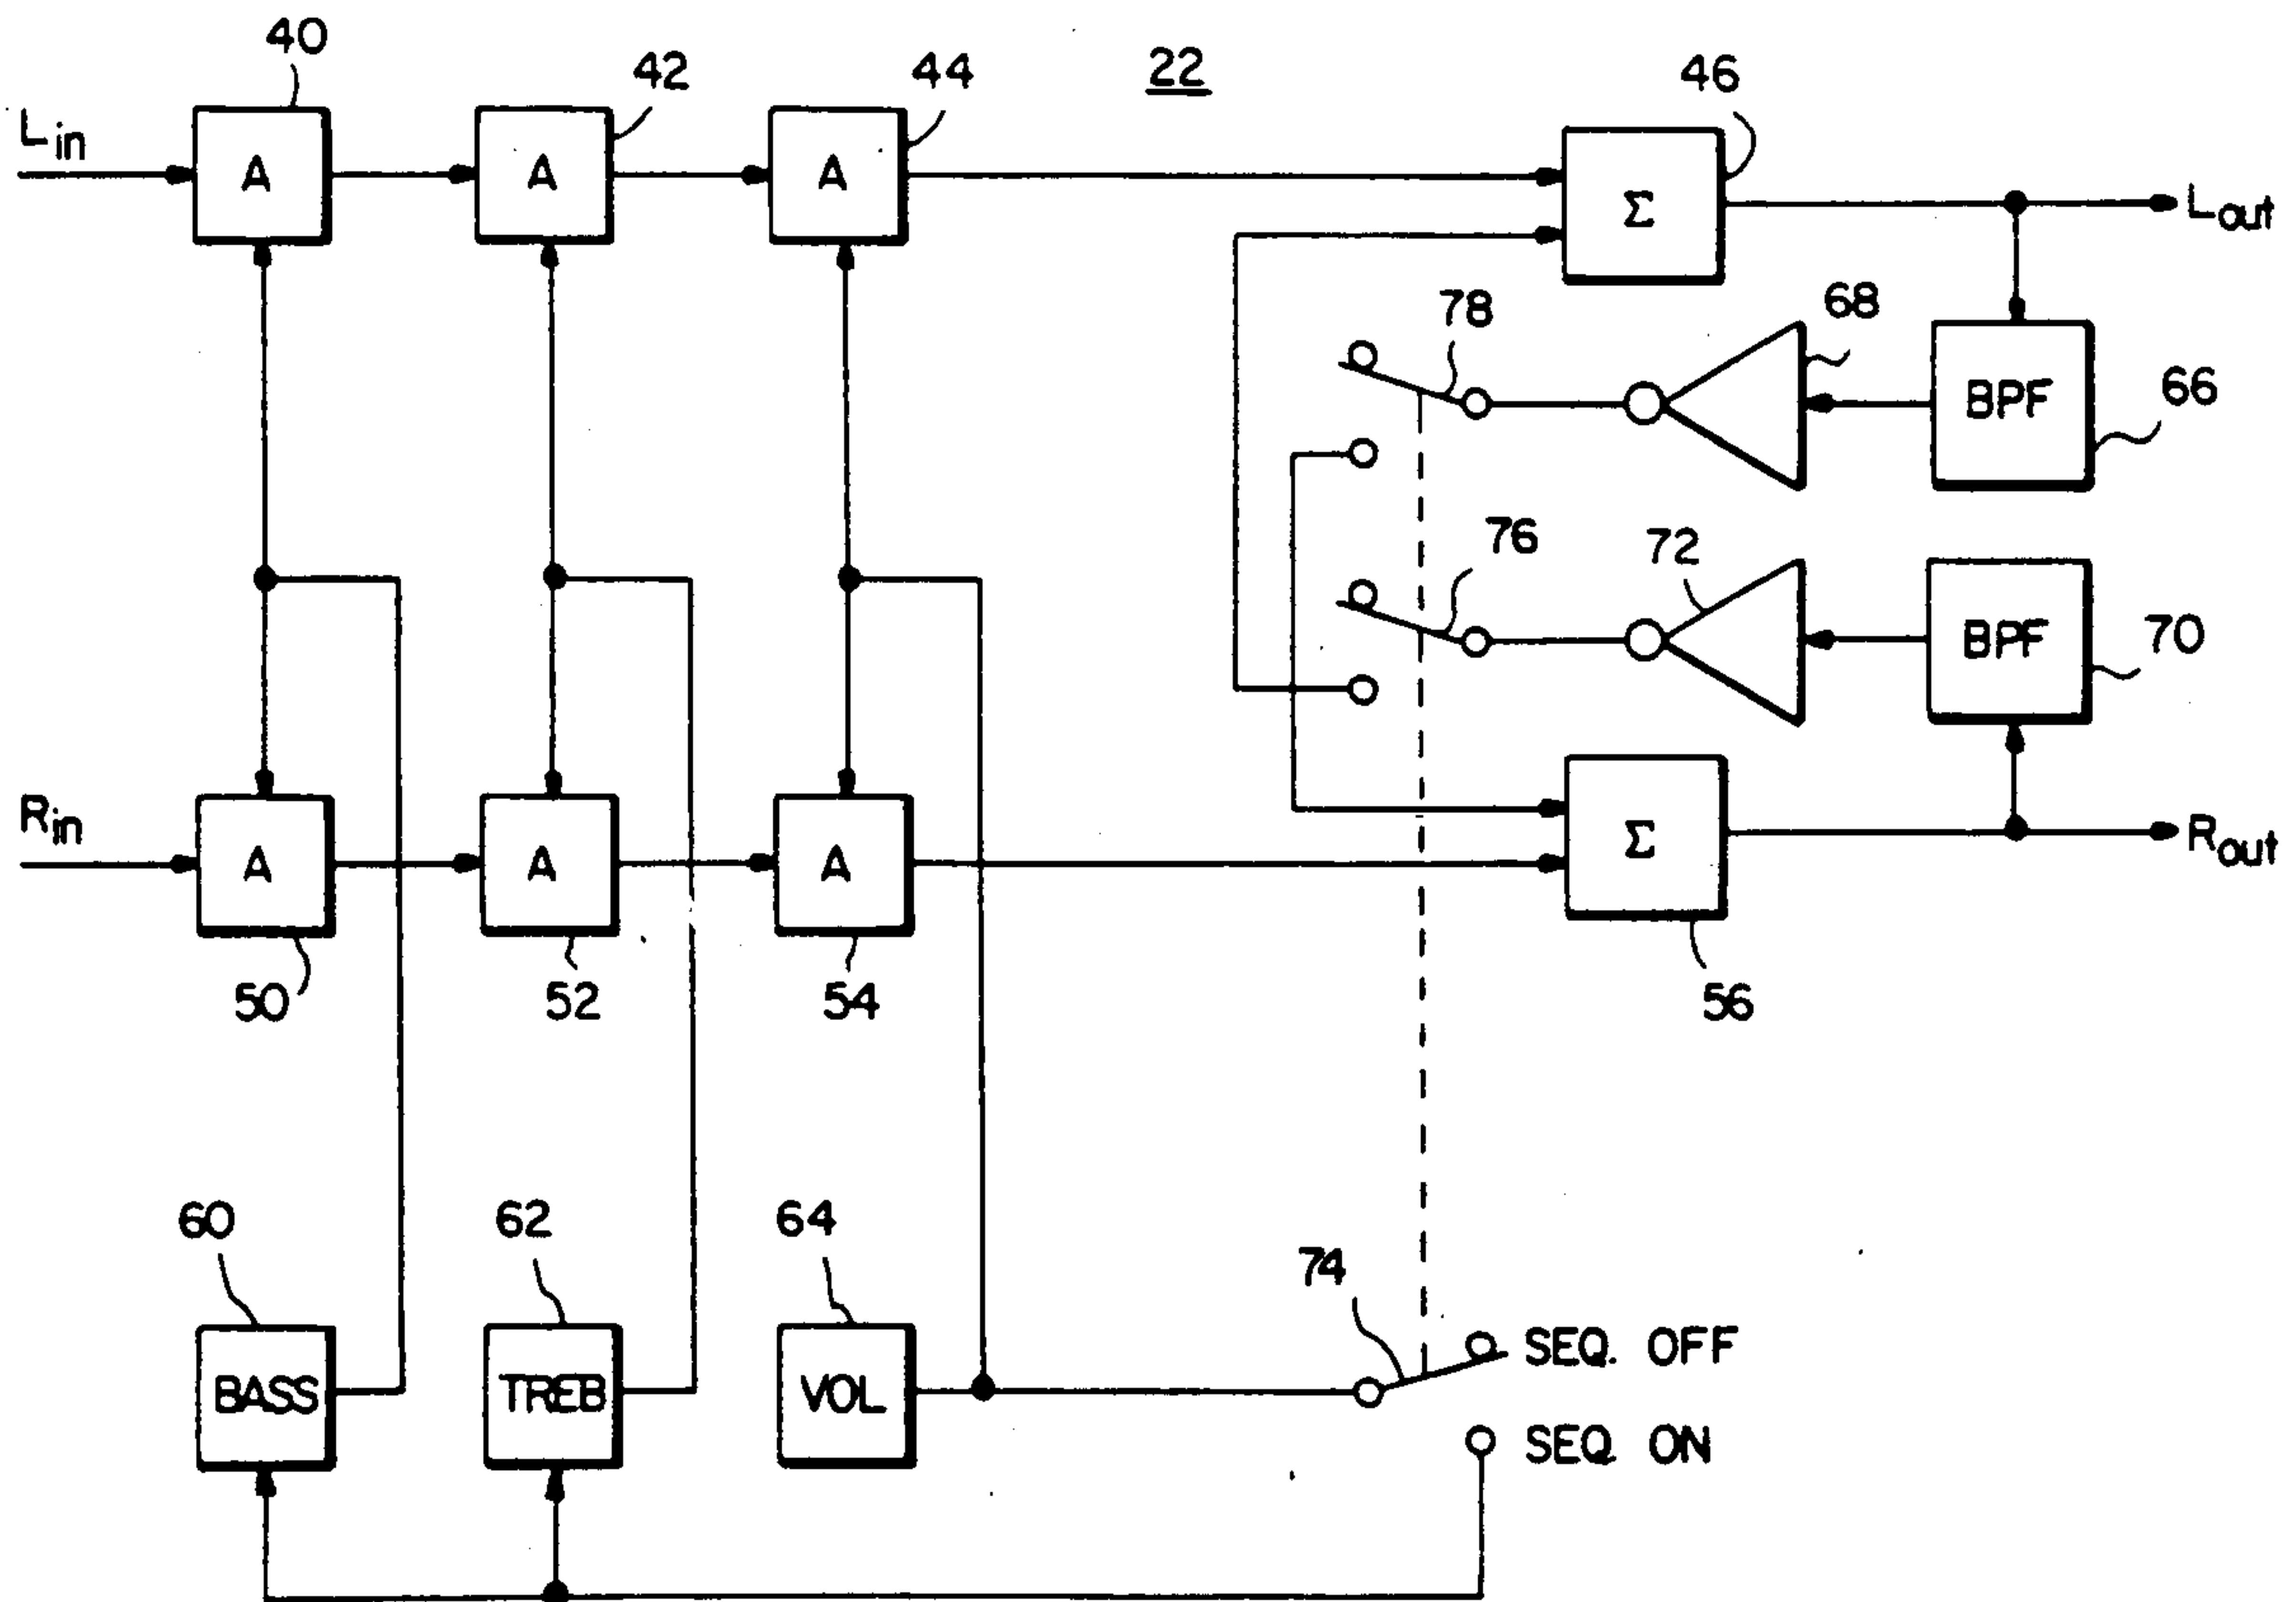 40
42
44
22
46
Lin
A
A
A
Σ
Lout
78
68
BPF
66
76
72
BPF
70
Rin
A
A
A
Σ
Rout
50
52
54
56
60
62
64
74
BASS
TREB
VOL
SEQ. OFF
SEQ ON